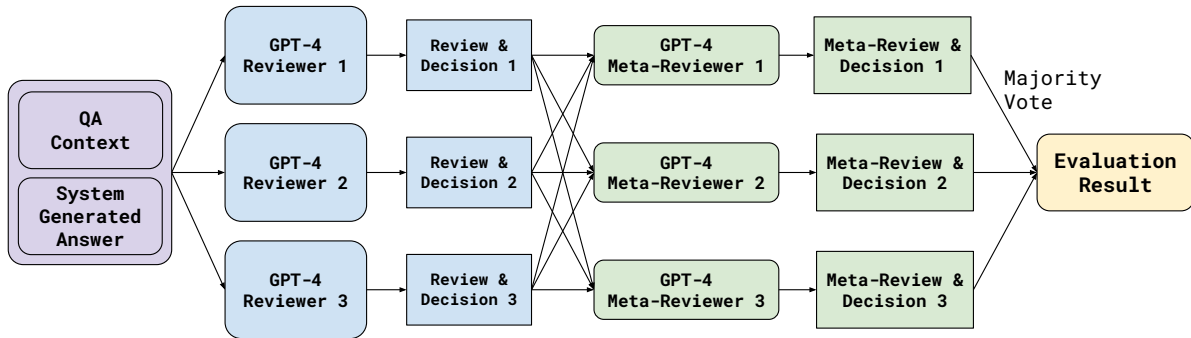 QA
Context
System
Generated
Answer
GPT-4
Reviewer 1
Review &
Decision 1
GPT-4
Meta-Reviewer 1
Meta-Review &
Decision 1
GPT-4
Reviewer 2
Review &
Decision 2
GPT-4
Meta-Reviewer 2
Meta-Review &
Decision 2
GPT-4
Reviewer 3
Review &
Decision 3
GPT-4
Meta-Reviewer 3
Meta-Review &
Decision 3
Majority
Vote
Evaluation
Result